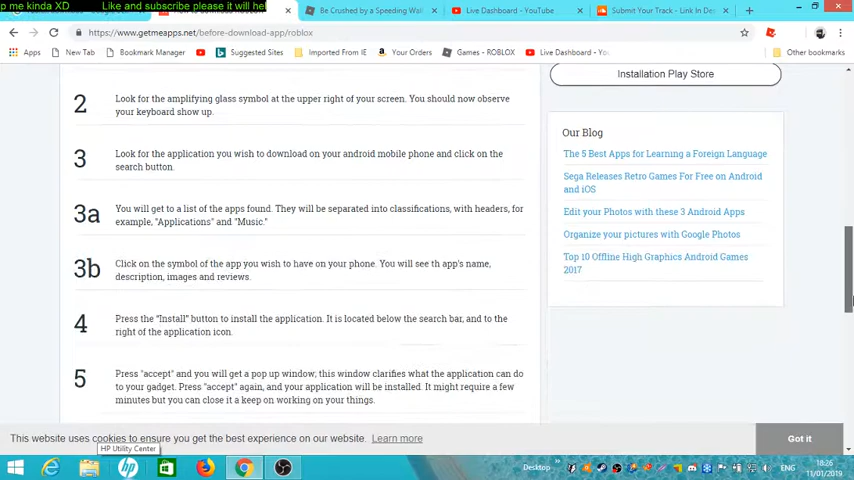 p me kinda XD Like and subscribe please it will hel
Be Crushed by a Speeding Wal
Live Dashboard - YouTube
Submit Your Track - Link In De
https://www.getmeapps.net/before-download-app/roblox
Apps
New Tab
Bookmark Manager
Suggested Sites
Imported From IE
Your Orders
Games - ROBLOX
Live Dashboard - Yo
Other bookmarks
Installation Play Store
2
Look for the amplifying glass symbol at the upper right of your screen. You should now observe
your keyboard show up.
3
Look for the application you wish to download on your android mobile phone and click on the
search button.
3a
You will get to a list of the apps found. They will be separated into classifications, with headers, for
example, "Applications" and "Music."
3b
Click on the symbol of the app you wish to have on your phone. You will see th app's name,
description, images and reviews.
4
Press the "Install" button to install the application. It is located below the search bar, and to the
right of the application icon.
5
Press "accept" and you will get a pop up window; this window clarifies what the application can do
to your gadget. Press "accept" again, and your application will be installed. It might require a few
minutes but you can close it a keep on working on your things.
Our Blog
The 5 Best Apps for Learning a Foreign Language
Sega Releases Retro Games For Free on Android
and iOS
Edit your Photos with these 3 Android Apps
Organize your pictures with Google Photos
Top 10 Offline High Graphics Android Games
2017
This website uses cookies to ensure you get the best experience on our website. Learn more
Got it
HP Utility Center
Desktop
ENG
18:26
11/01/2019